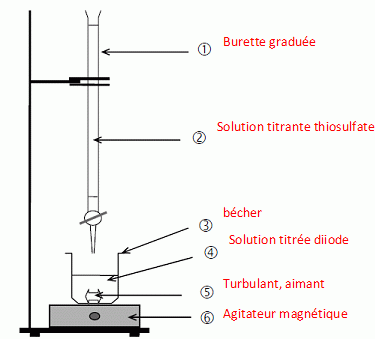 ① Burette graduée
② Solution titrante thiosulfate
③ bécher
④ Solution titrée diiode
⑤ Turbulant, aimant
⑥ Agitateur magnétique